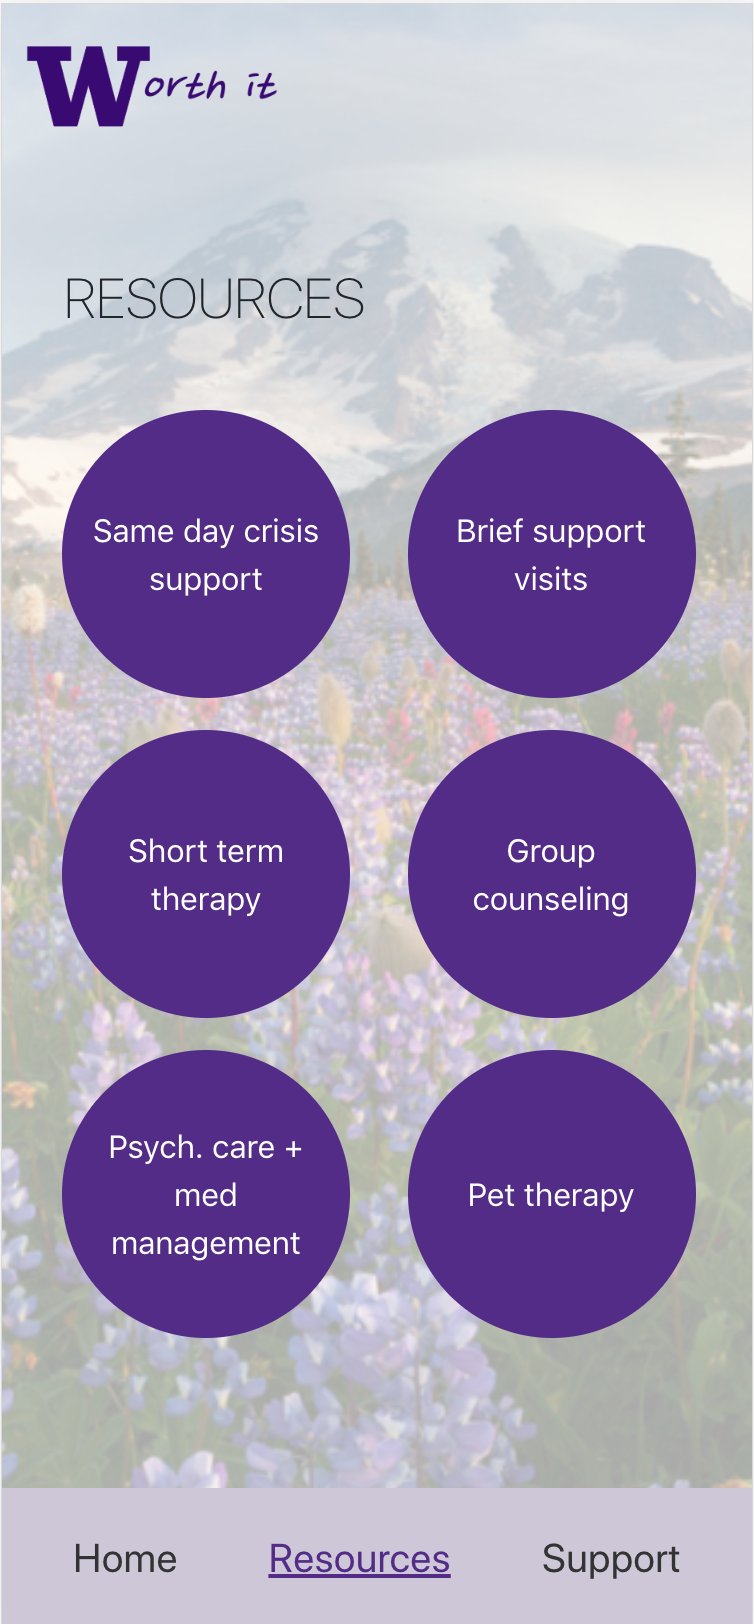 Worth it
RESOURCES
Same day crisis
support
Brief support
visits
Short term
therapy
Group
counseling
Psych. care +
med
management
Pet therapy
Home Resources Support